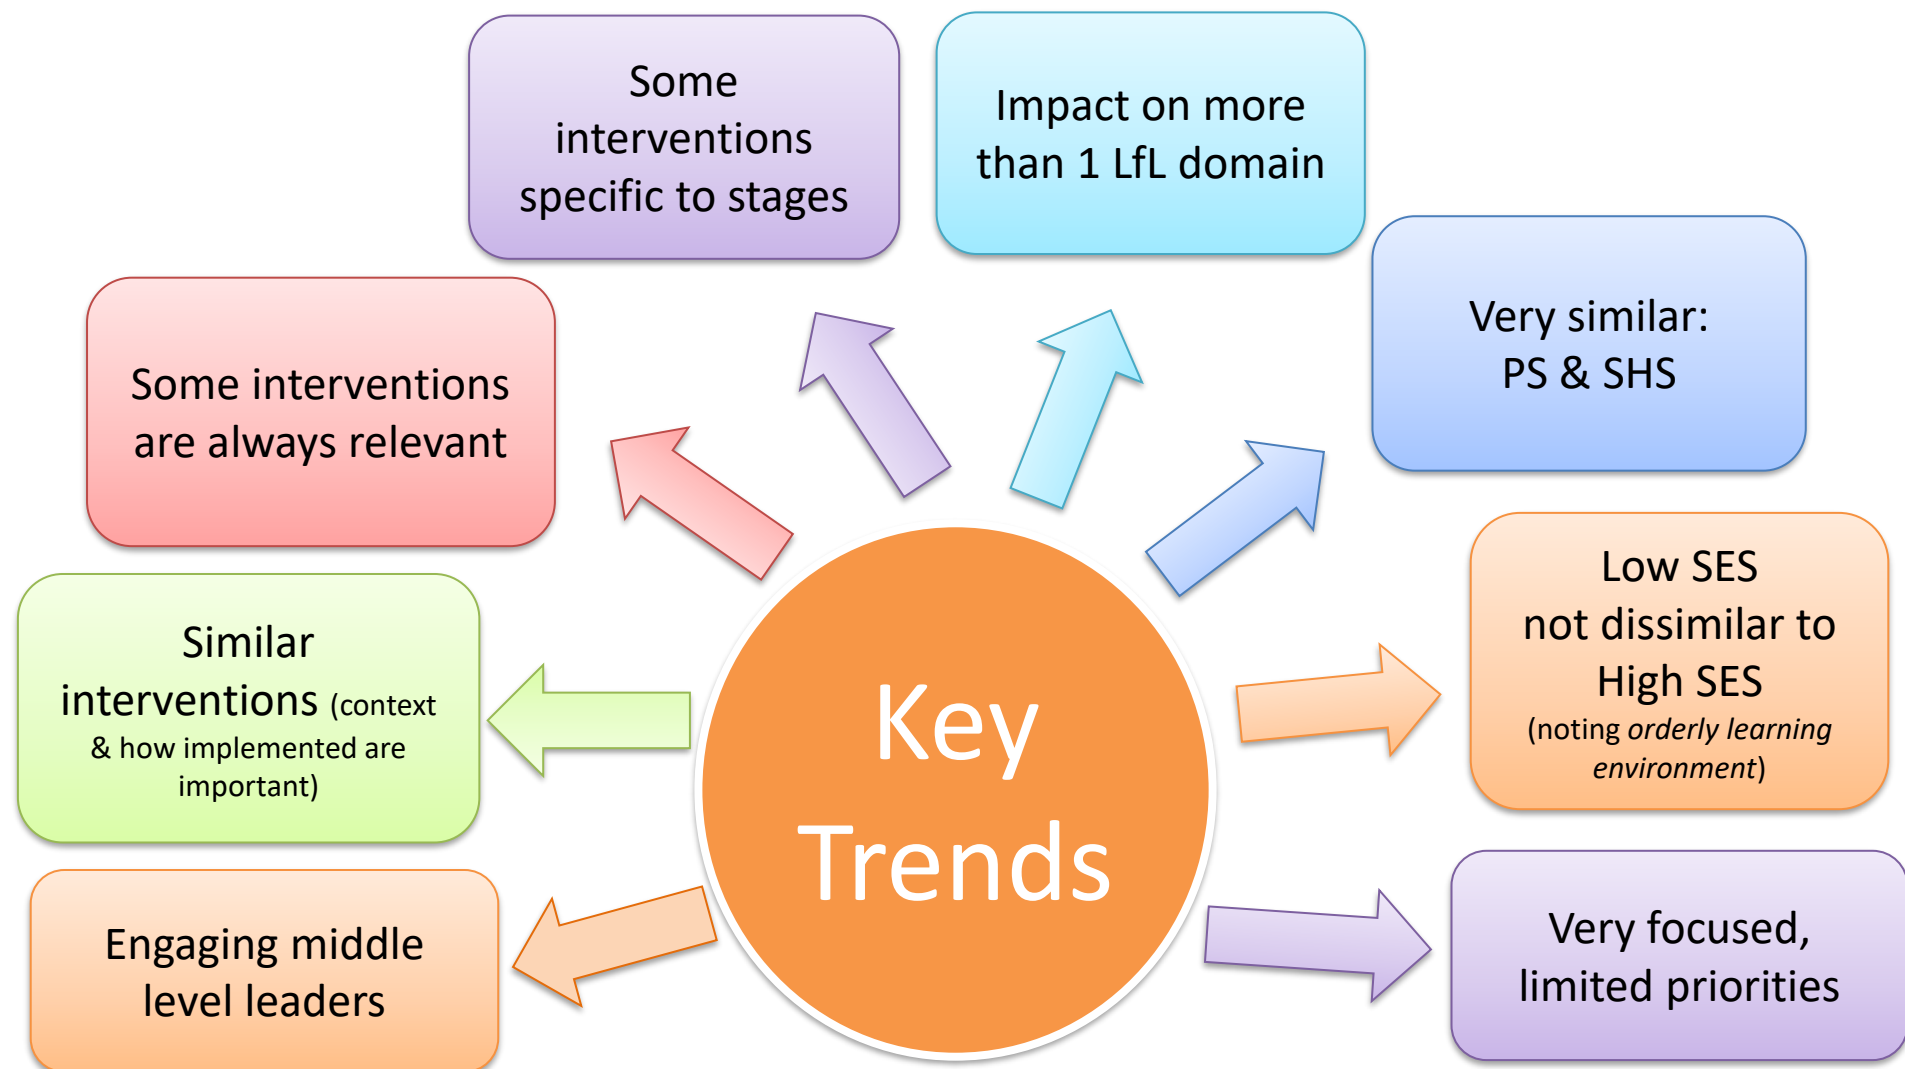 Some
interventions
specific to stages
Impact on more
than 1 LfL domain
Very similar:
PS & SHS
Some interventions
are always relevant
Low SES
not dissimilar to
High SES
(noting orderly learning
environment)
Similar
interventions (context
& how implemented are
important)
Key
Trends
Engaging middle
level leaders
Very focused,
limited priorities